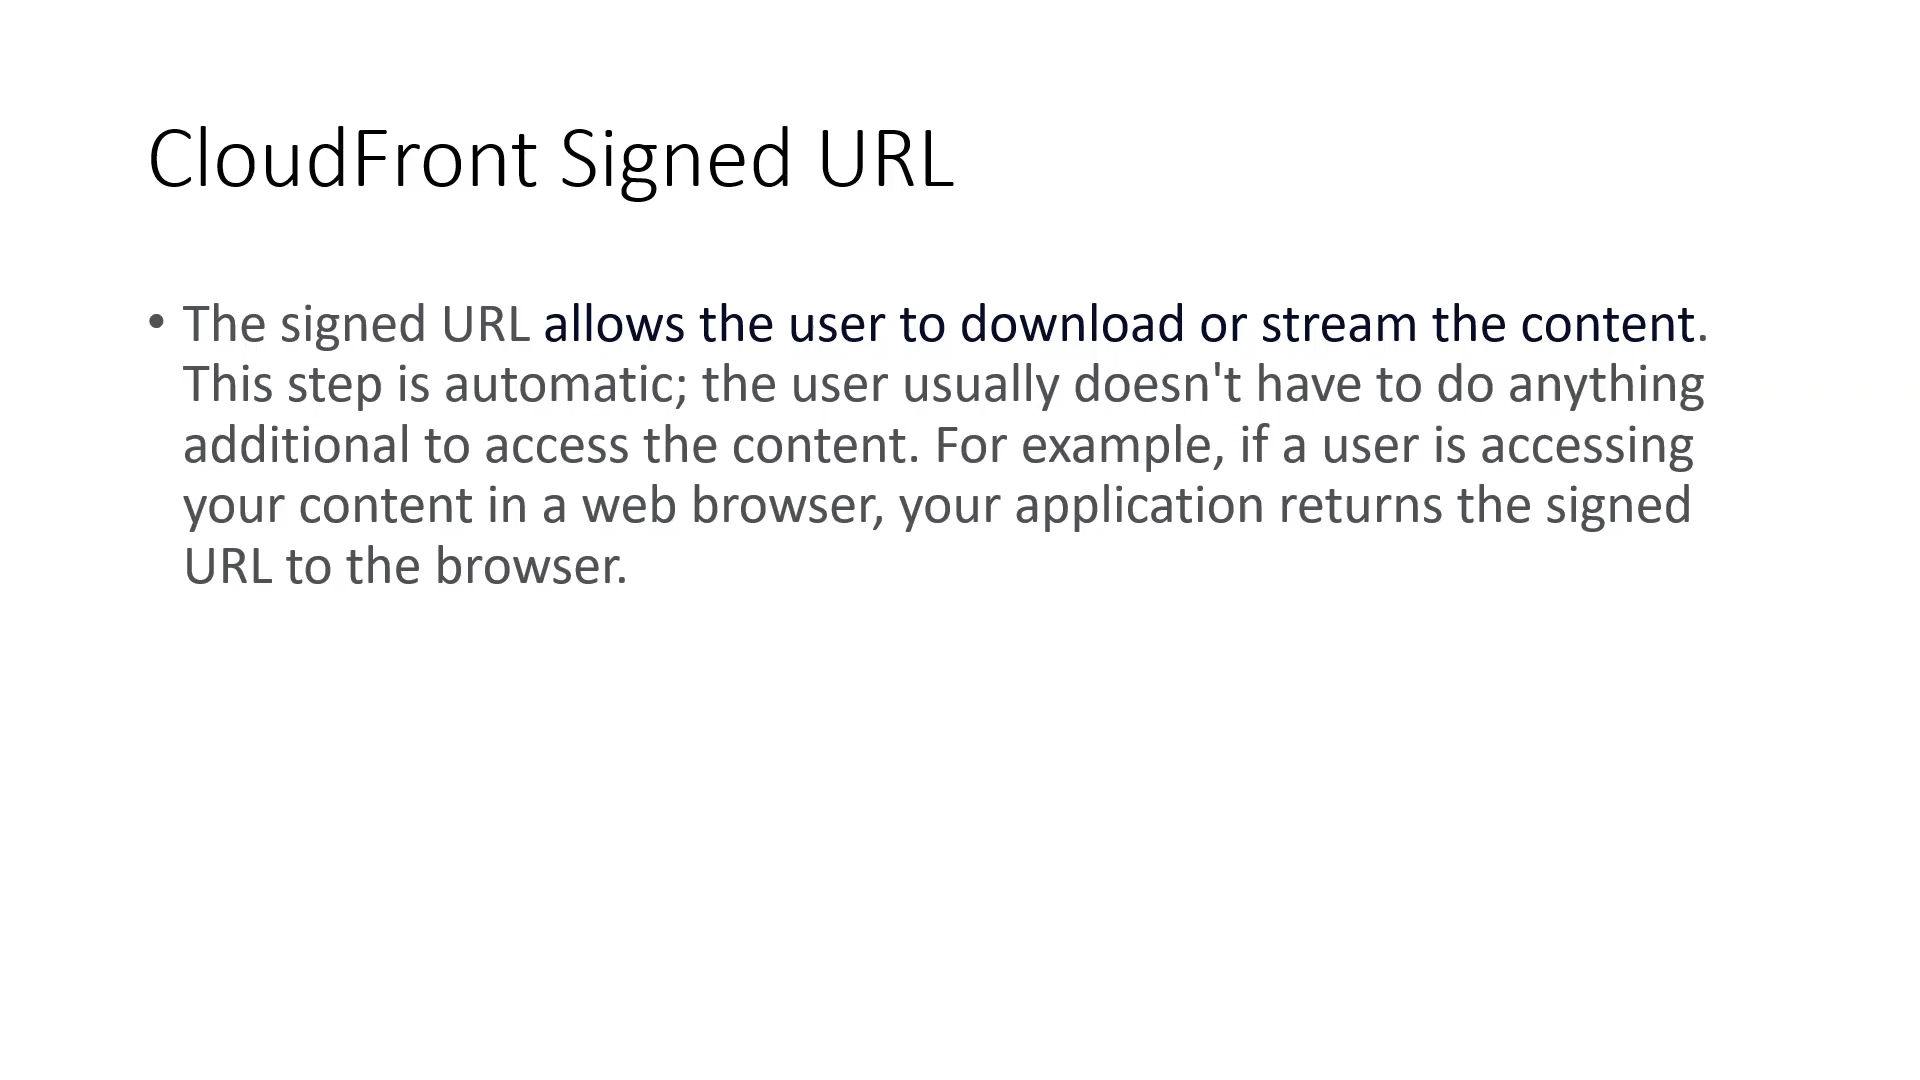 CloudFront Signed URL
• The signed URL allows the user to download or stream the content.
This step is automatic; the user usually doesn't have to do anything
additional to access the content. For example, if a user is accessing
your content in a web browser, your application returns the signed
URL to the browser.